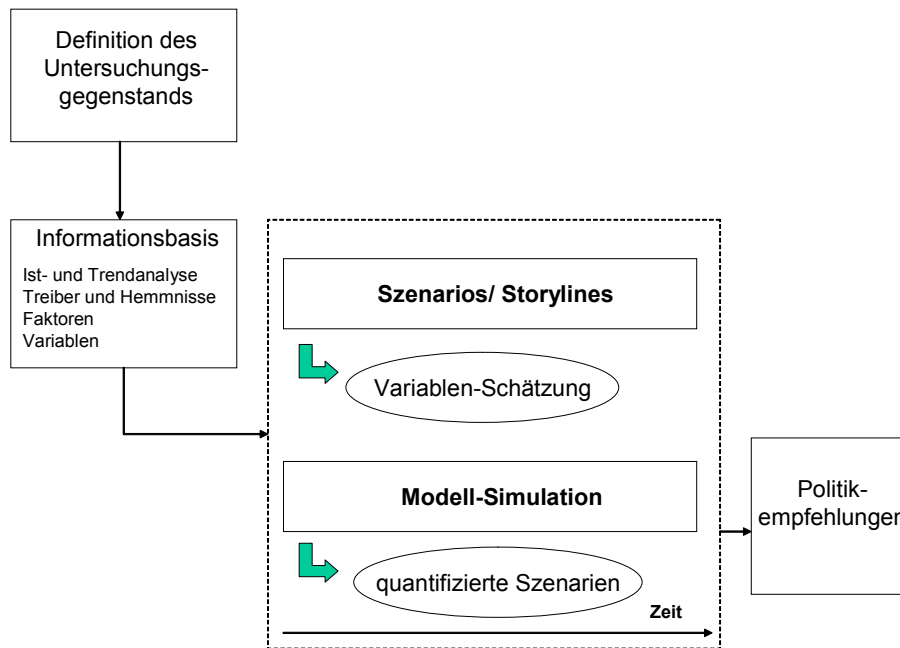 Definition des
Untersuchungs-
gegenstands
Informationsbasis
Ist- und Trendanalyse
Treiber und Hemmnisse
Faktoren
Variablen
Szenarios/ Storylines
Variablen-Schätzung
Modell-Simulation
quantifizierte Szenarien
Zeit
Politik-
empfehlungen